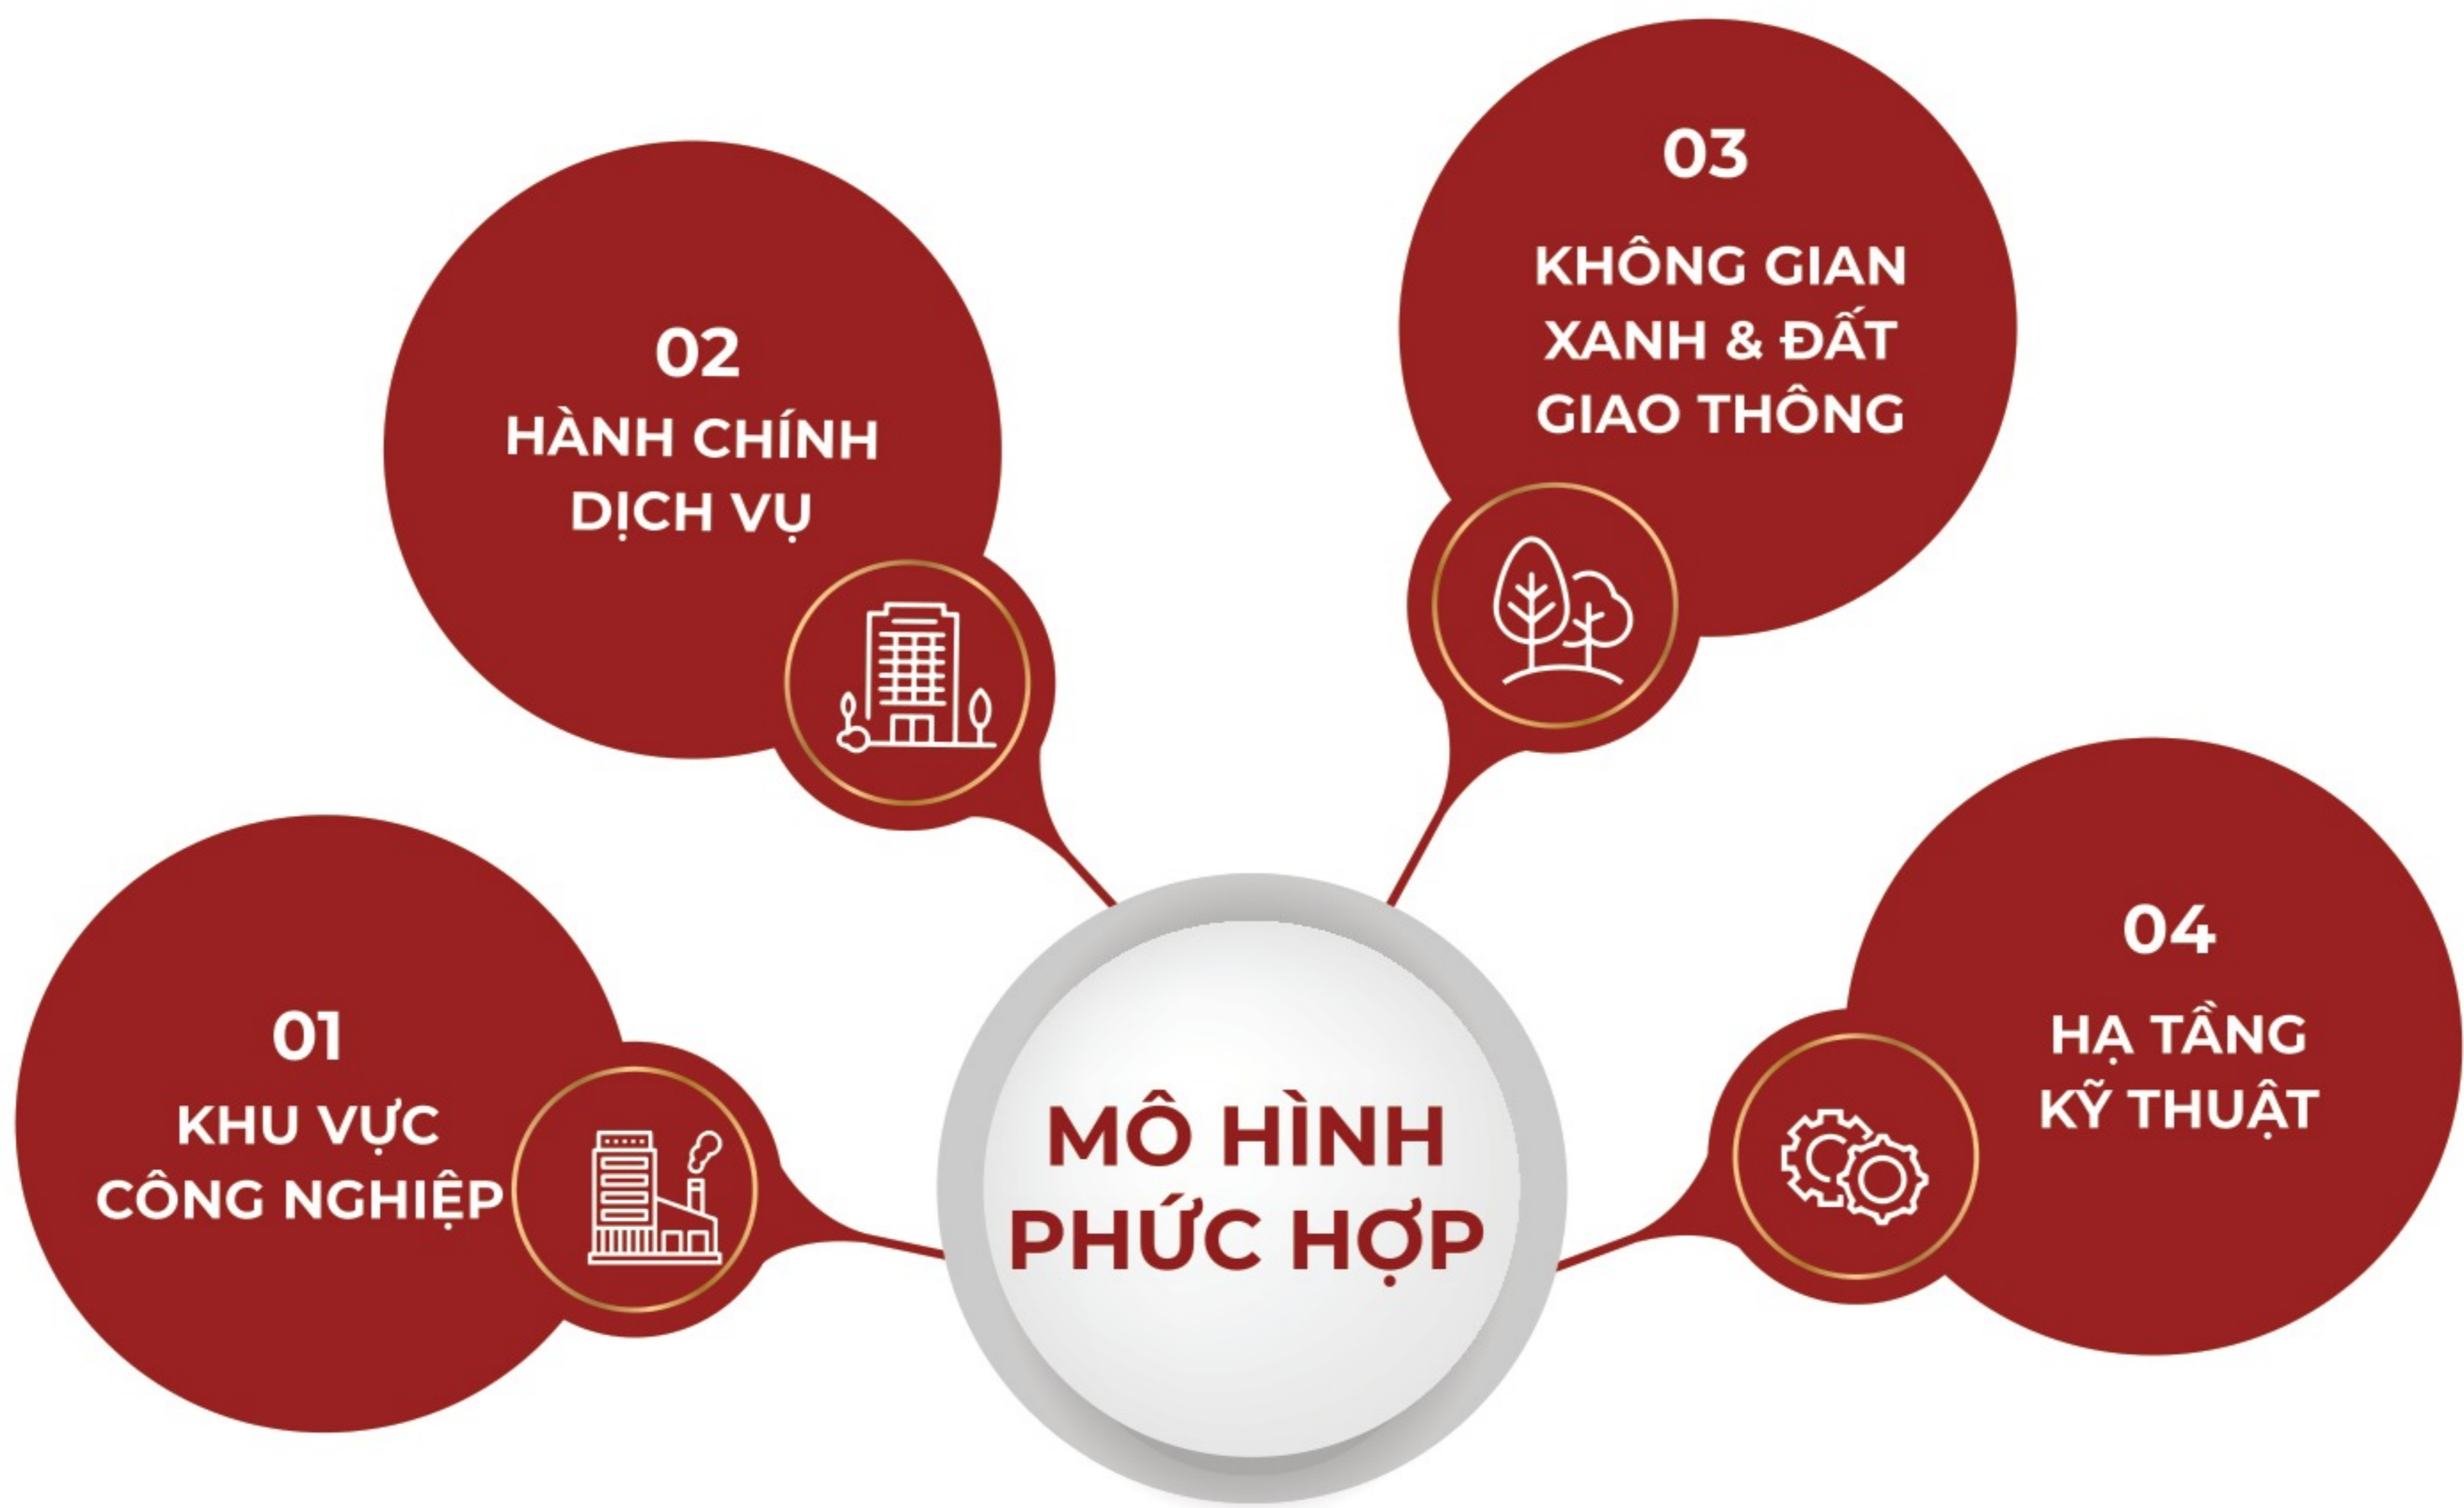 01
KHU VỰC
CÔNG NGHIỆP
02
HÀNH CHÍNH
DỊCH VỤ
03
KHÔNG GIAN
XANH & ĐẤT
GIAO THÔNG
04
HẠ TẦNG
KỸ THUẬT
MÔ HÌNH
PHỨC HỢP